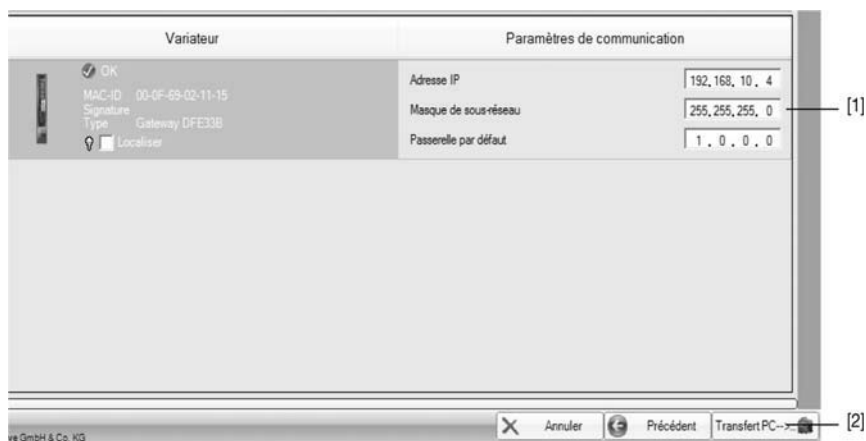 Variateur
Paramètres de communication
OK
MAC-ID 00-0F-69-02-11-15
Signature
Type Gateway DFE33B
Localiser
Adresse IP 192.168.10.4
Masque de sous-réseau 255.255.255.0
Passerelle par défaut 1.0.0.0
[1]
Annuler
Précédent
Transfert PC-->
[2]
ve GmbH & Co. KG